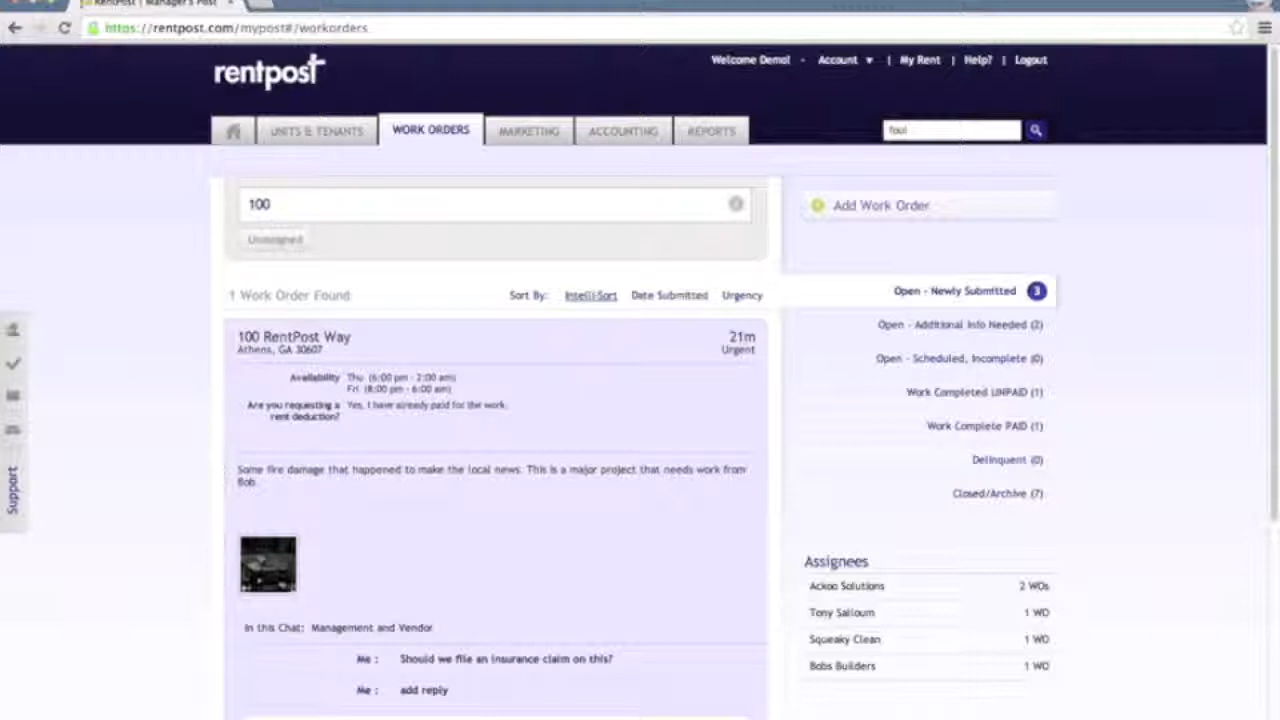 RentPost | Manager's Post
https://rentpost.com/mypost#/workorders
rentpost
Welcome Demo! - Account ▼ | My Rent | Help? | Logout
UNITS & TENANTS WORK ORDERS MARKETING ACCOUNTING REPORTS
100
Unassigned
Add Work Order
1 Work Order Found Sort By: Intelli-Sort Date Submitted Urgency
Open - Newly Submitted 3
Open - Additional Info Needed (2)
Open - Scheduled, Incomplete (0)
Work Completed UNPAID (1)
Work Complete PAID (1)
Delinquent (0)
Closed/Archive (7)
100 RentPost Way 21m
Athens, GA 30607 Urgent
Availability Thu (6:00 pm - 2:00 am)
Fri (8:00 pm - 6:00 am)
Are you requesting a Yes, I have already paid for the work.
rent deduction?
Some fire damage that happened to make the local news. This is a major project that needs work from
Bob.
In this Chat: Management and Vendor
Me : Should we file an insurance claim on this?
Me : add reply
Assignees
Ackoo Solutions 2 WOs
Tony Salloum 1 WO
Squeaky Clean 1 WO
Bobs Builders 1 WO
Support